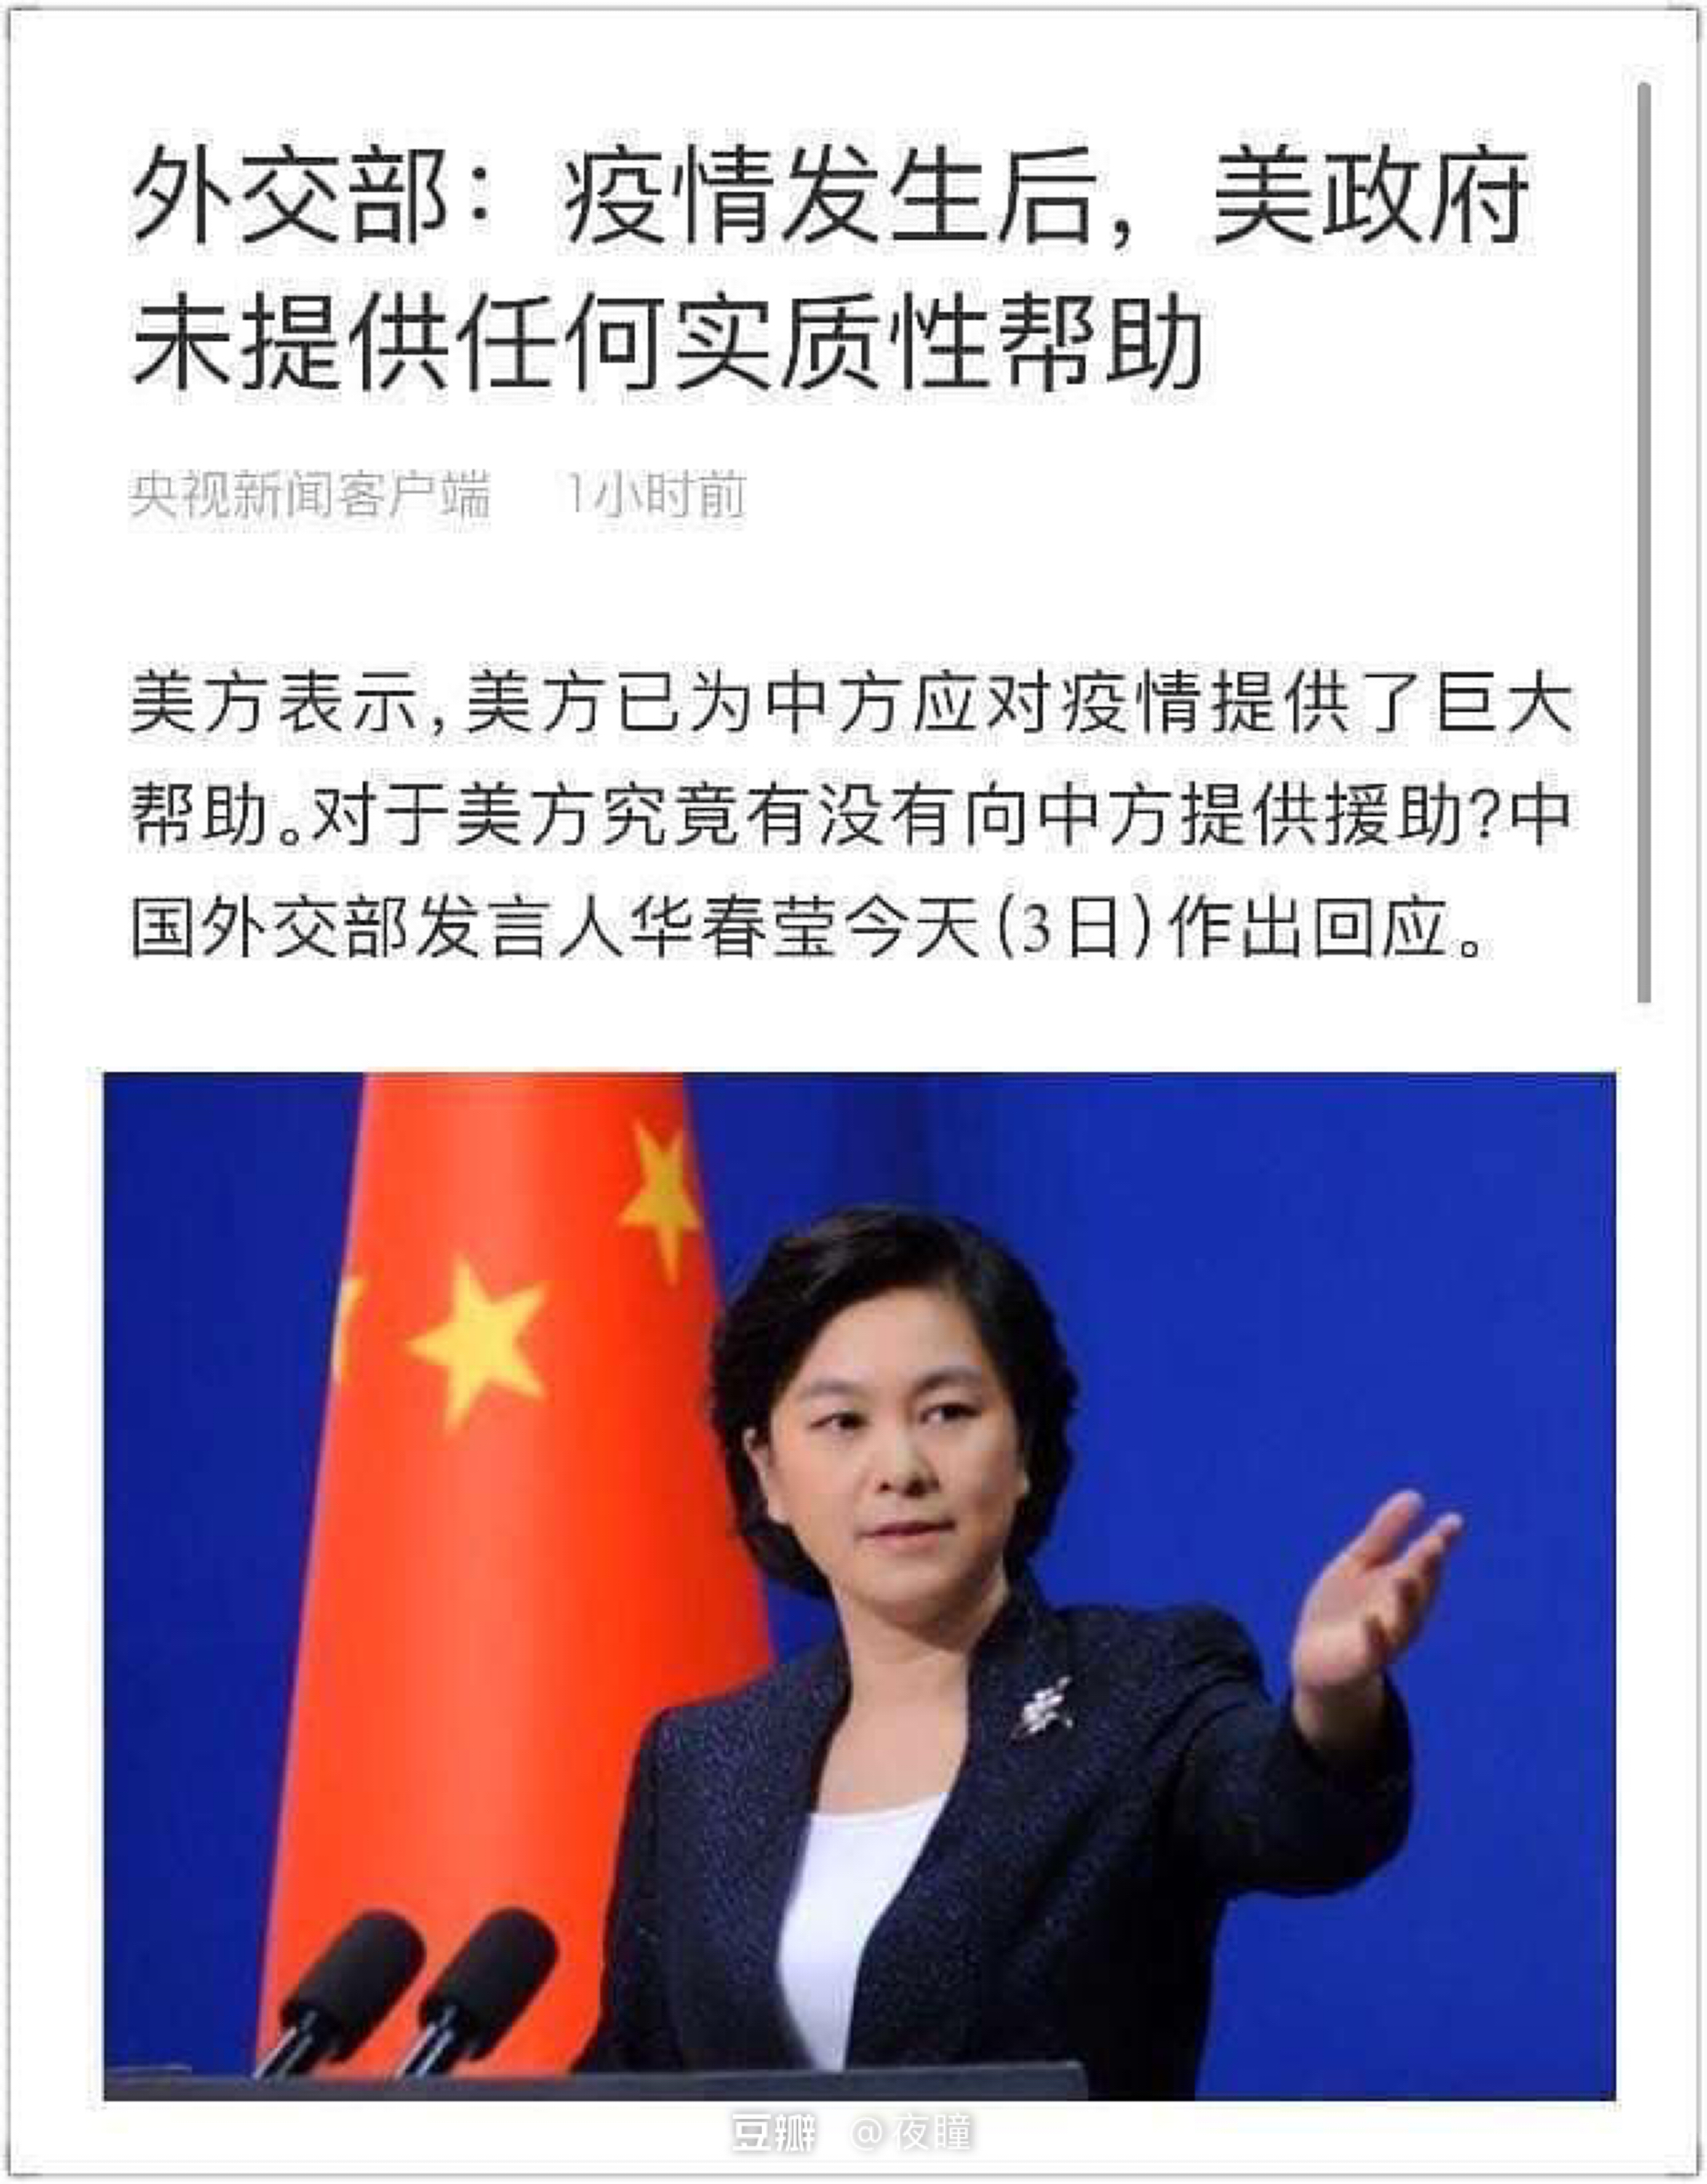 外交部：疫情发生后，美政府
未提供任何实质性帮助
央视新闻客户端 1小时前
美方表示，美方已为中方应对疫情提供了巨大
帮助。对于美方究竟有没有向中方提供援助？中
国外交部发言人华春莹今天（3日）作出回应。
豆瓣 @夜瞳